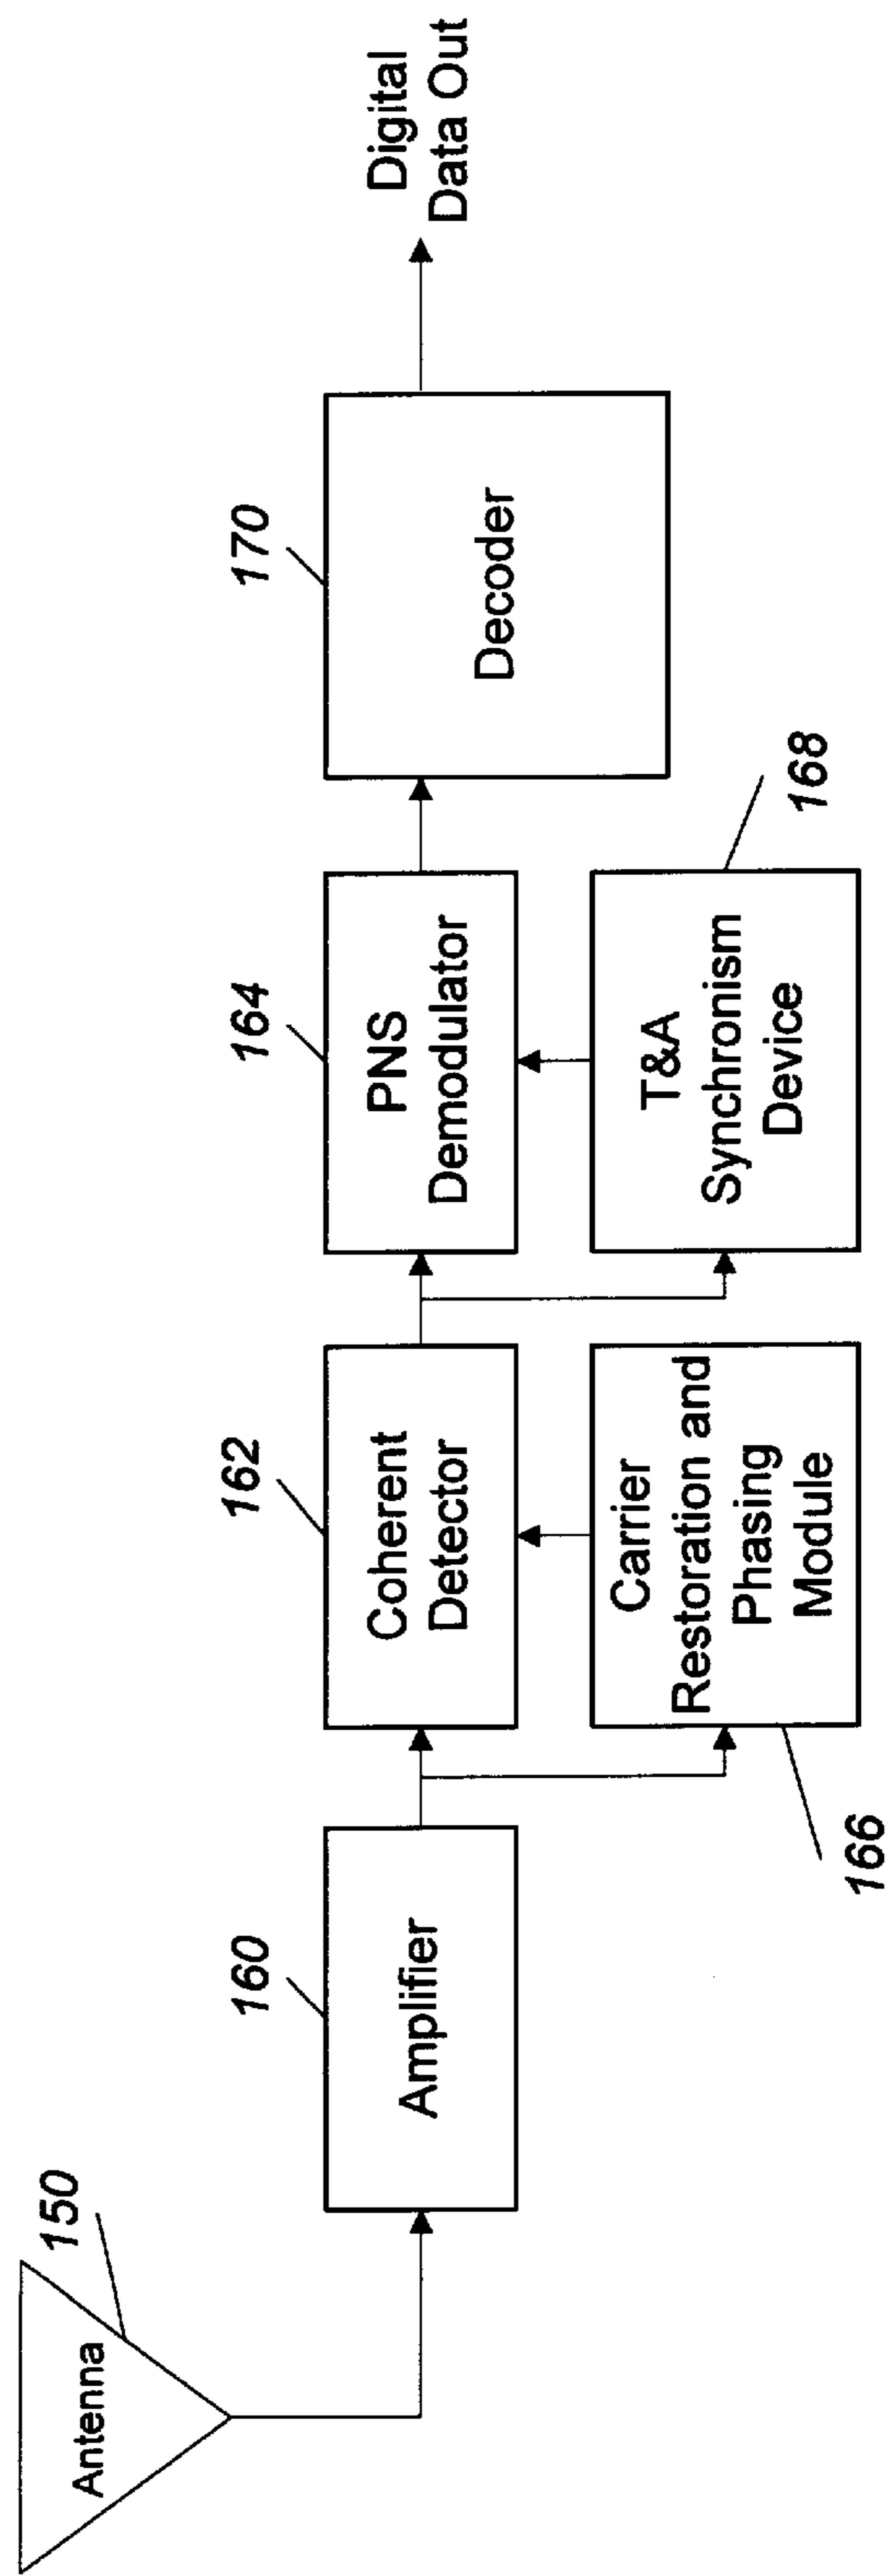 Antenna
150
160
Amplifier
162
Coherent
Detector
166
Carrier
Restoration and
Phasing
Module
164
PNS
Demodulator
168
T&A
Synchronism
Device
170
Decoder
Digital
Data Out